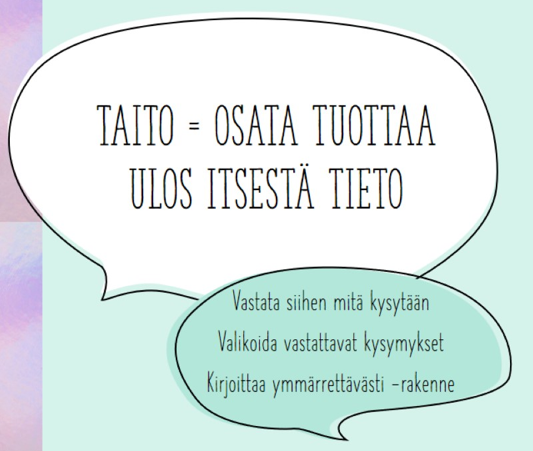 TAITO = OSATA TUOTTAA
ULOS ITSESTÄ TIETO
Vastata siihen mitä kysytään
Valikoida vastattavat kysymykset
Kirjoittaa ymmärrettävästi -rakenne